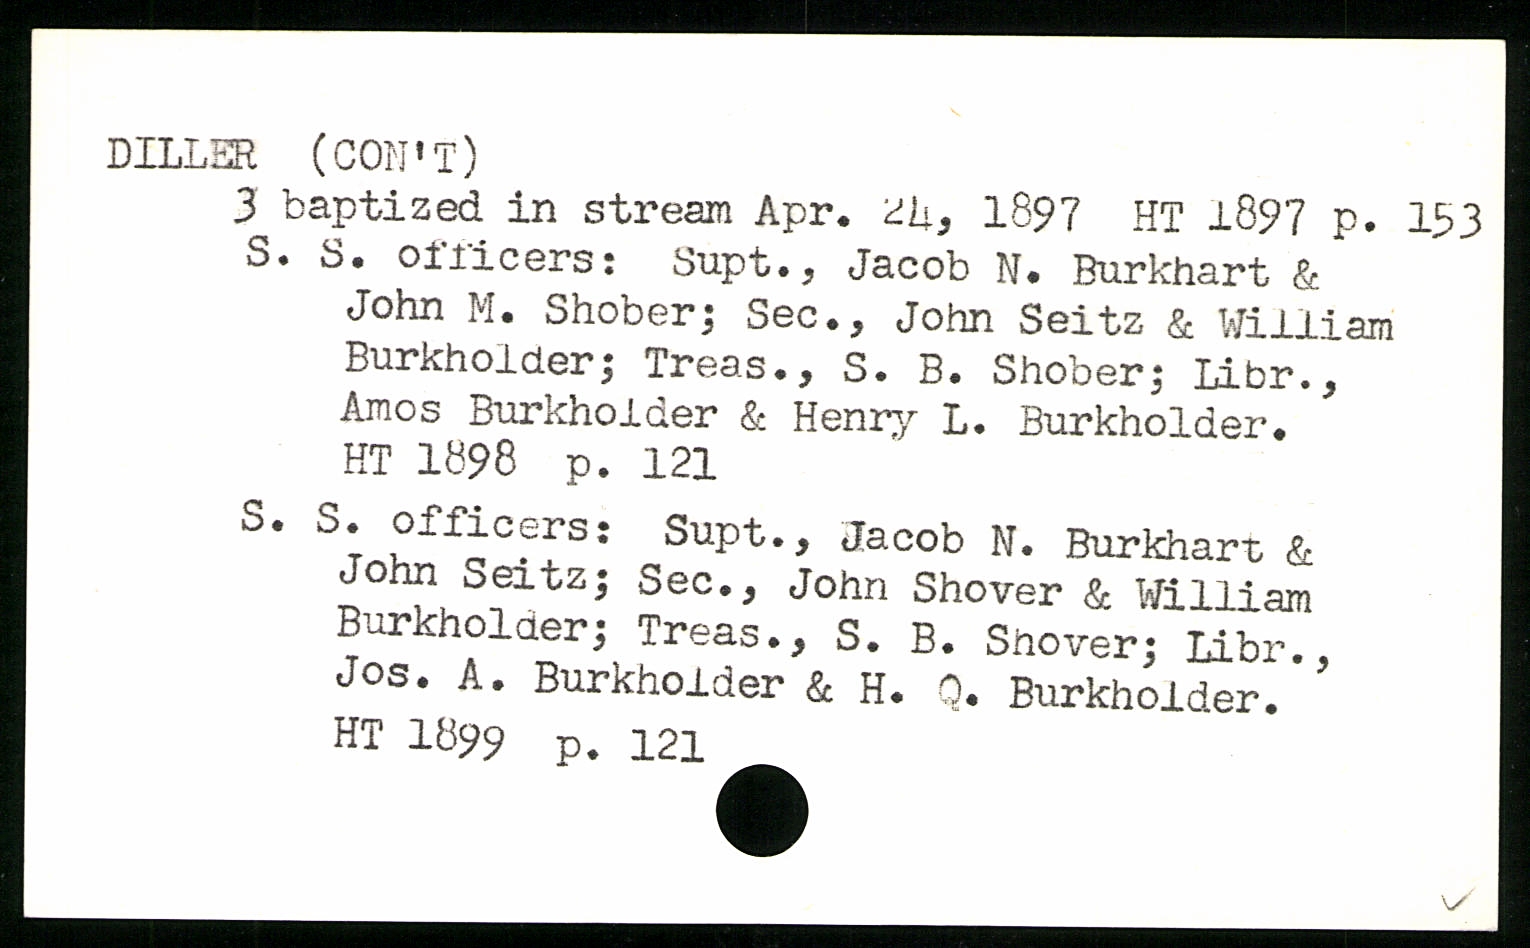 DILLER (CON'T)
3 baptized in stream Apr. 24, 1897 HT 1897 p. 153
S. S. officers: Supt., Jacob N. Burkhart &
John M. Shober; Sec., John Seitz & William
Burkholder; Treas., S. B. Shober; Libr.,
Amos Burkholder & Henry L. Burkholder.
HT 1898 p. 121
S. S. officers: Supt., Jacob N. Burkhart &
John Seitz; Sec., John Shover & William
Burkholder; Treas., S. B. Shover; Libr.,
Jos. A. Burkholder & H. Q. Burkholder.
HT 1899 p. 121